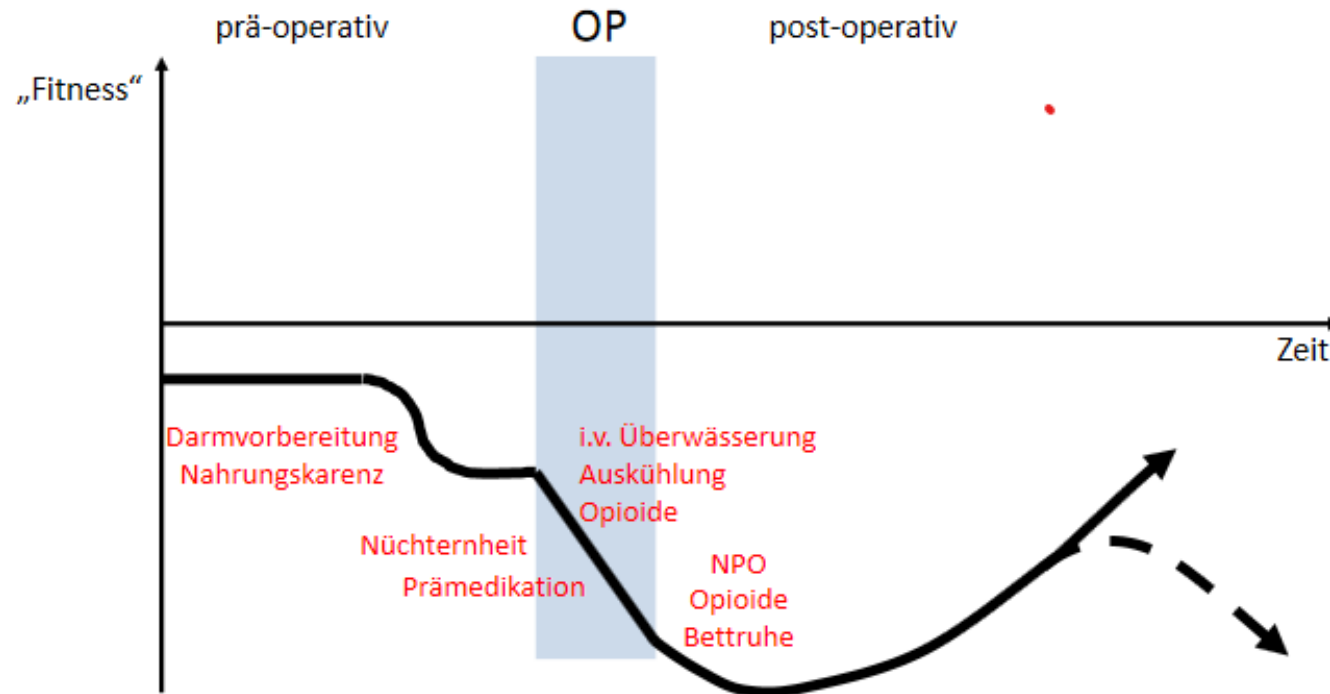 prä-operativ
OP
post-operativ
„Fitness“
Zeit
Darmvorbereitung
Nahrungskarenz
Nüchternheit
Prämedikation
i.v. Überwässerung
Auskühlung
Opioide
NPO
Opioide
Bettruhe